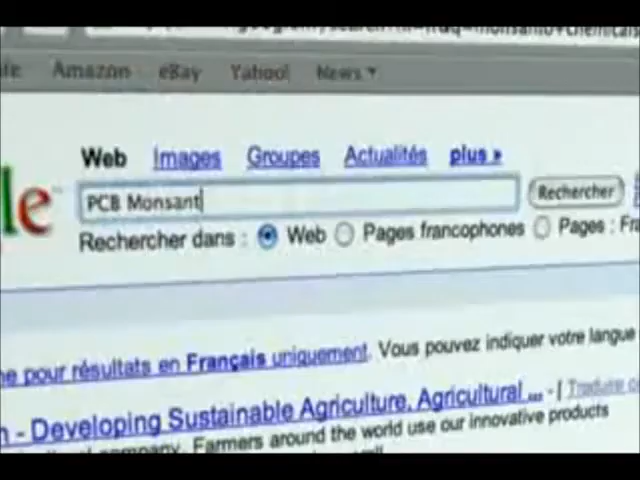 Amazon eBay Yahoo! News
Web Images Groupes Actualités plus »
PCB Monsant Rechercher
Rechercher dans : Web Pages francophones Pages :
le
pour résultats en Français uniquement. Vous pouvez indiquer votre langue
- Developing Sustainable Agriculture, Agricultural ... - [
Farmers around the world use our innovative products